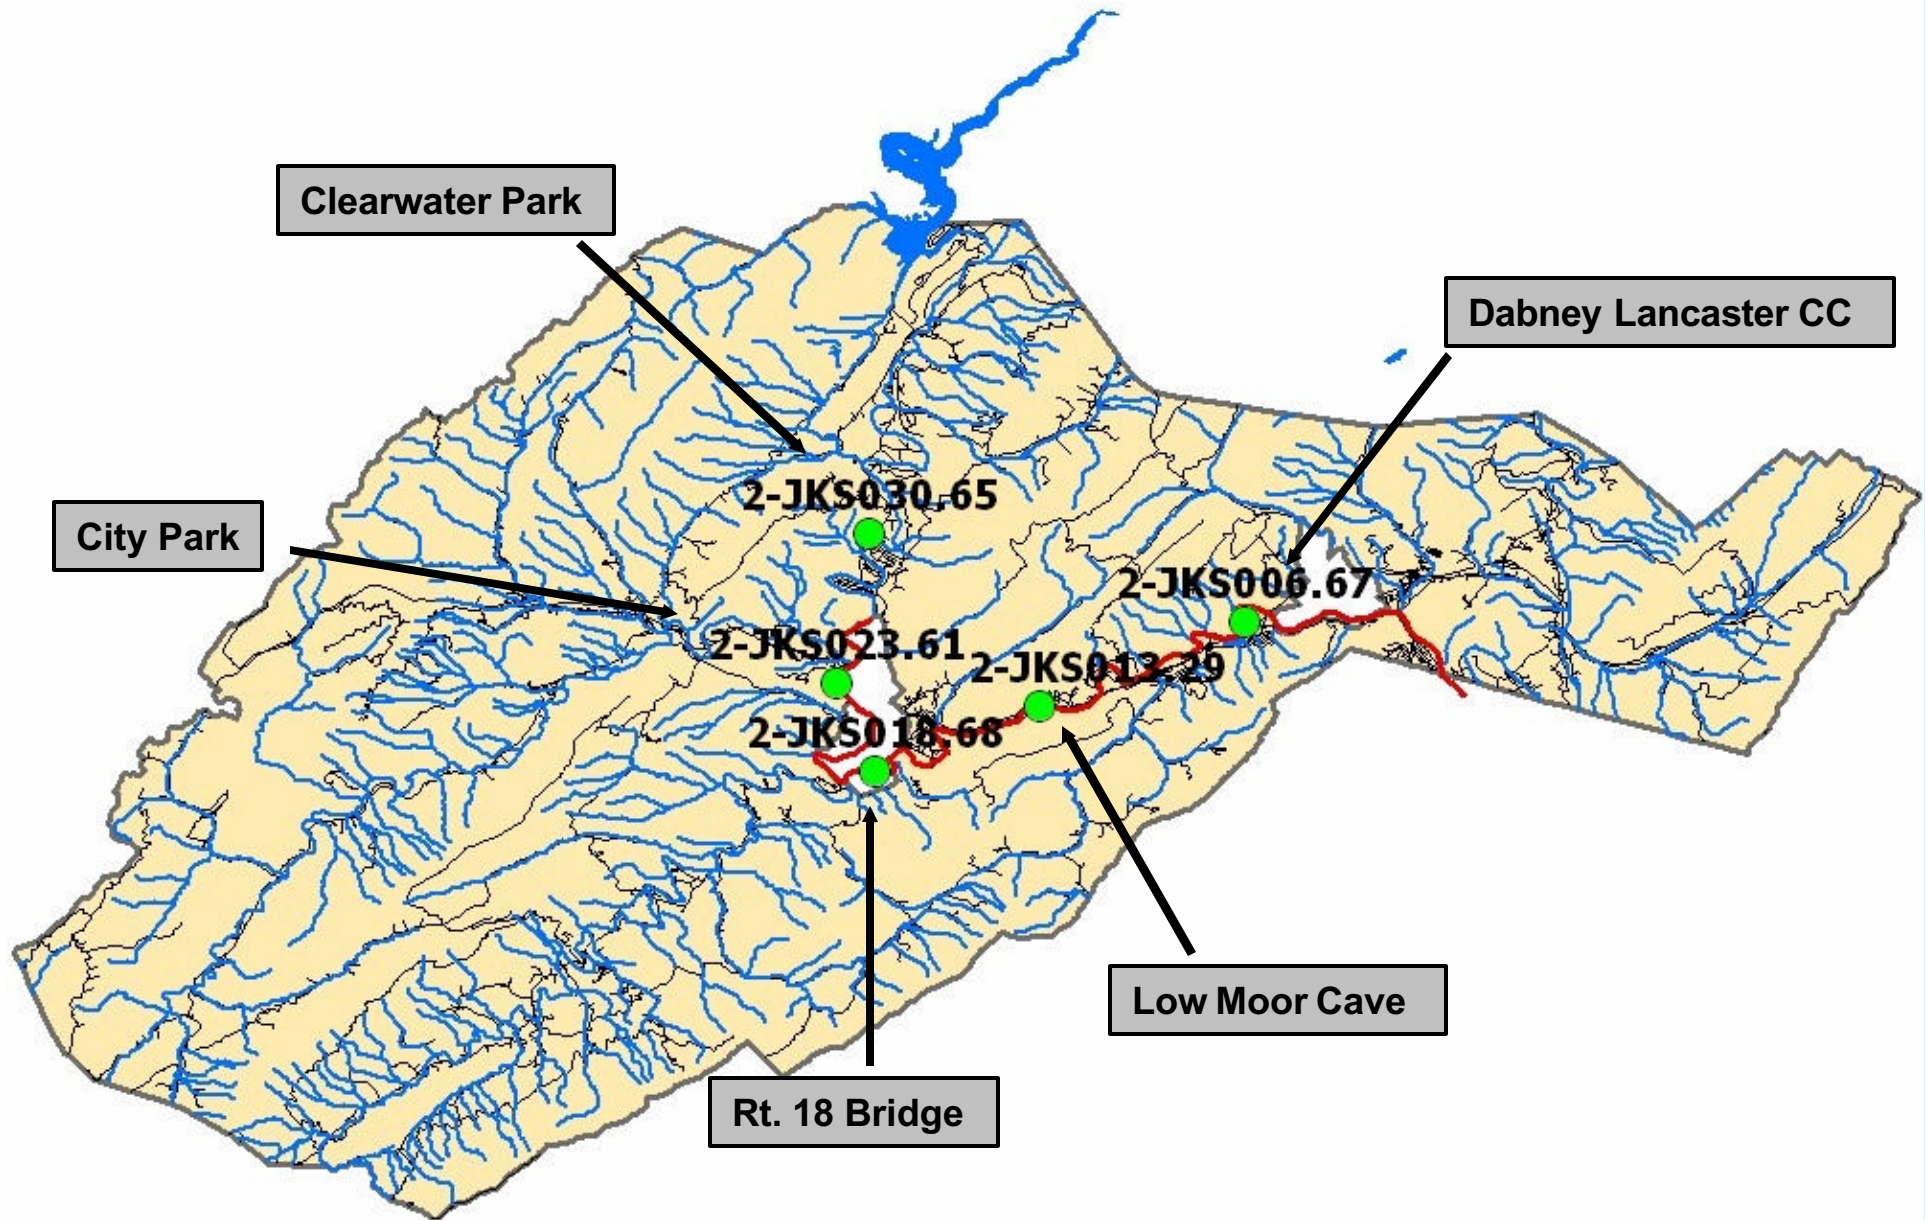 Clearwater Park
Dabney Lancaster CC
2-JKS030.65
City Park
2-JKS006.67
2-JKS023.61
2-JKS013.29
2-JKS018.68
Low Moor Cave
Rt. 18 Bridge